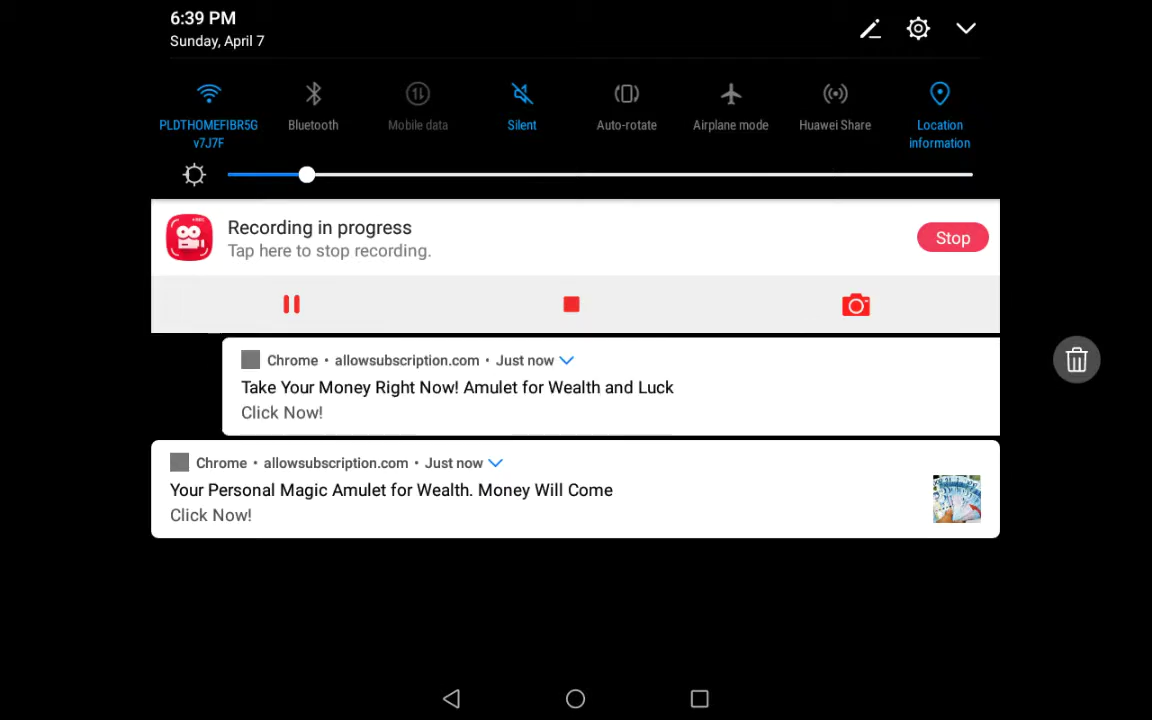 6:39 PM
Sunday, April 7
PLDTHOMEFIBR5G
v7J7F
Bluetooth
Mobile data
Silent
Auto-rotate
Airplane mode
Huawei Share
Location
information
Recording in progress
Tap here to stop recording.
Stop
Chrome • allowsubscription.com • Just now
Take Your Money Right Now! Amulet for Wealth and Luck
Click Now!
Chrome • allowsubscription.com • Just now
Your Personal Magic Amulet for Wealth. Money Will Come
Click Now!